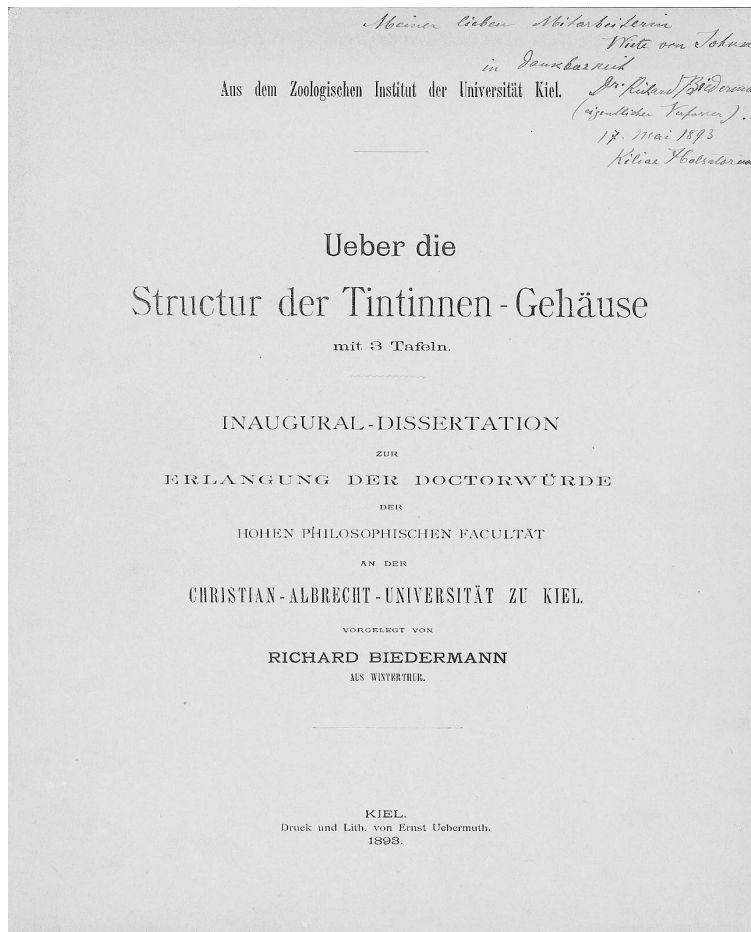 Meiner lieben Mitarbeiterin
von
in Dankbarkeit
Dr. Richard Biederma
(eigentlicher Verfasser).
17. Mai 1893
Aus dem Zoologischen Institut der Universität Kiel.
Ueber die
Structur der Tintinnen-Gehäuse
mit 3 Tafeln.
INAUGURAL-DISSERTATION
ZUR
ERLANGUNG DER DOCTORWÜRDE
DER
HOHEN PHILOSOPHISCHEN FACULTÄT
AN DER
CHRISTIAN-ALBRECHT-UNIVERSITÄT ZU KIEL.
VORGELEGT VON
RICHARD BIEDERMANN
AUS WINTERTHUR.
KIEL.
Druck und Lith. von Ernst Uebermuth.
1893.